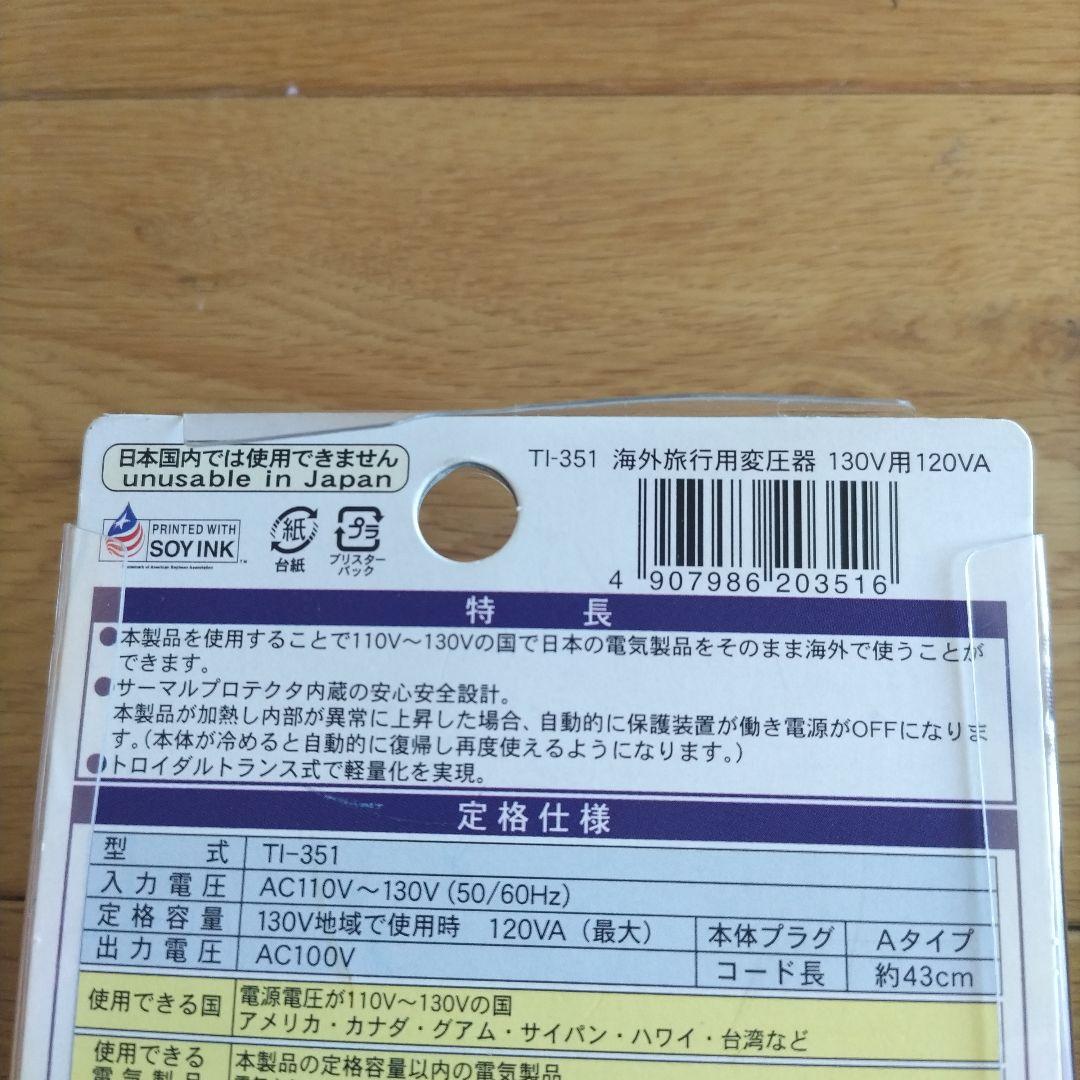 日本国内では使用できません
unusable in Japan
TI-351 海外旅行用変圧器 130V用120VA
PRINTED WITH
SOY INK
紙
台紙
プラ
ブリスター
パック
4 907986 203516
特長
●本製品を使用することで110V～130Vの国で日本の電気製品をそのまま海外で使うことが
できます。
●サーマルプロテクタ内蔵の安心安全設計。
本製品が加熱し内部が異常に上昇した場合、自動的に保護装置が働き電源がOFFになりま
す。（本体が冷めると自動的に復帰し再度使えるようになります。）
●トロイダルトランス式で軽量化を実現。
定格仕様
型式 TI-351
入力電圧 AC110V～130V (50/60Hz)
定格容量 130V地域で使用時 120VA（最大） 本体プラグ Aタイプ
出力電圧 AC100V コード長 約43cm
使用できる国 電源電圧が110V～130Vの国
アメリカ・カナダ・グアム・サイパン・ハワイ・台湾など
使用できる
電気製品
本製品の定格容量以内の電気製品